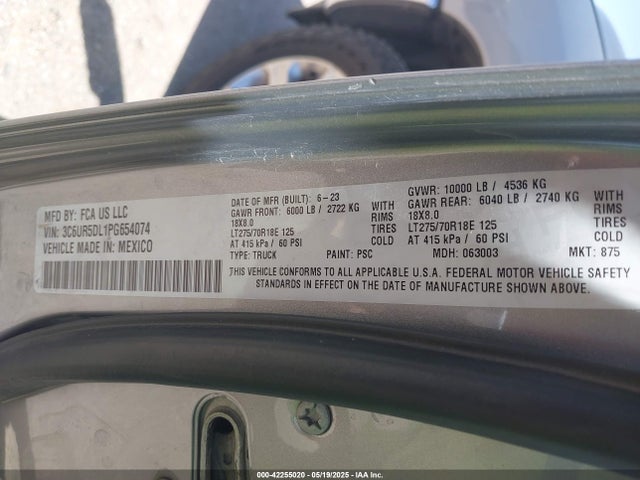 MFD BY: FCA US LLC
VIN: 3C6UR5DL1PG654074
VEHICLE MADE IN: MEXICO
DATE OF MFR (BUILT): 6-23
GAWR FRONT: 6000 LB / 2722 KG WITH
18X8.0 RIMS
LT275/70R18E 125 TIRES
AT 415 kPa / 60 PSI COLD
TYPE: TRUCK PAINT: PSC
GVWR: 10000 LB / 4536 KG
GAWR REAR: 6040 LB / 2740 KG WITH
18X8.0 RIMS
LT275/70R18E 125 TIRES
AT 415 kPa / 60 PSI COLD
MDH: 063003 MKT: 875
THIS VEHICLE CONFORMS TO ALL APPLICABLE U.S.A. FEDERAL MOTOR VEHICLE SAFETY
STANDARDS IN EFFECT ON THE DATE OF MANUFACTURE SHOWN ABOVE.
000-42255020 - 05/19/2025 - IAA Inc.